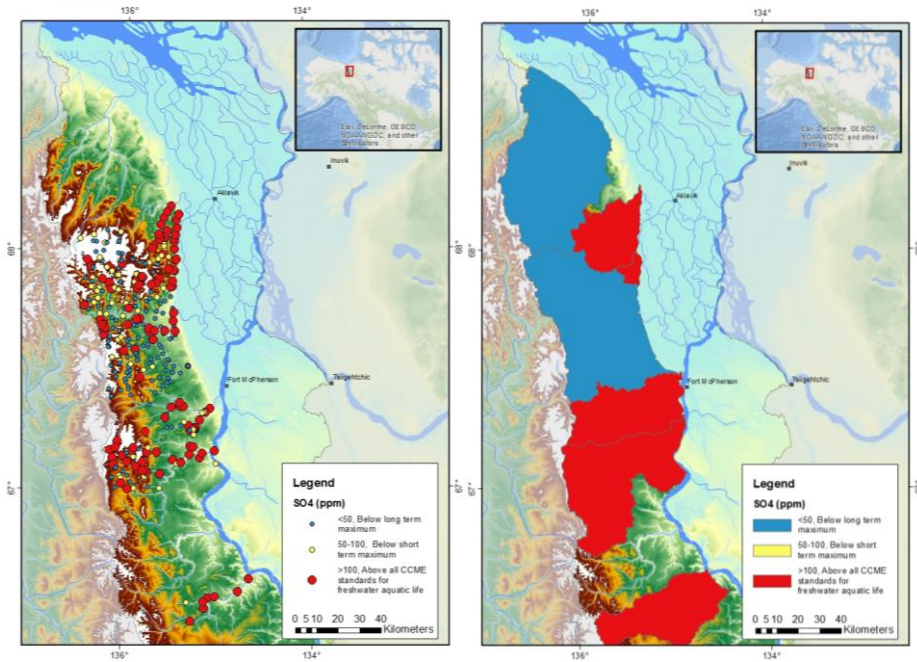 136°
134°
Esri, DeLorme, GEBCO,
NOAA NGDC, and other
contributors
Inuvik
Aklavik
68°
Fort McPherson
Tsiigehtchic
67°
Legend
SO4 (ppm)
<50, Below long term
maximum
50-100, Below short
term maximum
>100, Above all CCME
standards for
freshwater aquatic life
0 5 10 20 30 40
Kilometers
136°
134°
136°
134°
Esri, DeLorme, GEBCO,
NOAA NGDC, and other
contributors
Inuvik
Aklavik
68°
Fort McPherson
Tsiigehtchic
67°
Legend
SO4 (ppm)
<50, Below long term
maximum
50-100, Below short
term maximum
>100, Above all CCME
standards for
freshwater aquatic life
0 5 10 20 30 40
Kilometers
136°
134°